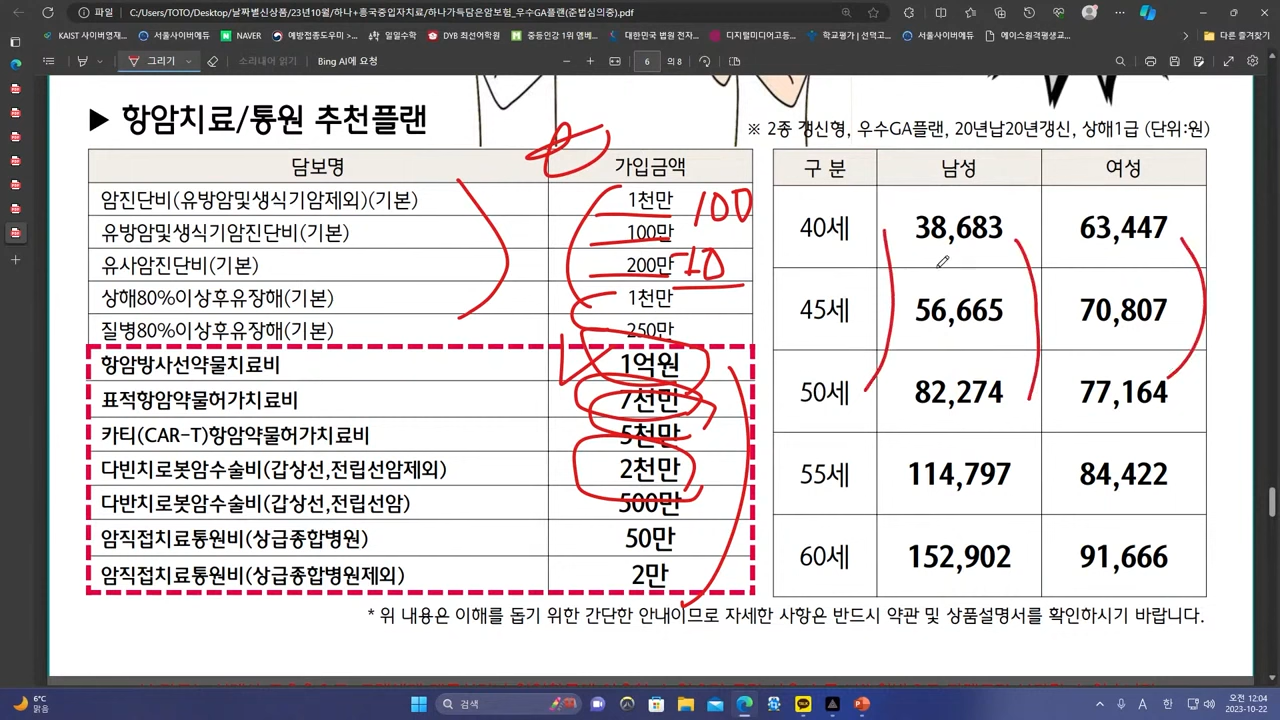 파일 C:/Users/TOTO/Desktop/날짜별신상품/23년10월/하나+흥국중입자치료/하나가득담은암보험_우수GA플랜(준법심의중).pdf
KAIST 사이버영재... 서울사이버에듀 NAVER 예방접종도우미 >... 일일수학 DYB 최선어학원 중등인강 1위 엠베... 대한민국 법원 전자... 디지털미디어고등... 학교평가 | 선택고... 서울사이버에듀 에이스원격평생교... 다른 즐겨찾기
그리기 소리내어 읽기 Bing AI에 요청 6 의 8
▶ 항암치료/통원 추천플랜
※ 2종 갱신형, 우수GA플랜, 20년납20년갱신, 상해1급 (단위:원)
담보명 가입금액
암진단비(유방암및생식기암제외)(기본) 1천만 100
유방암및생식기암진단비(기본) 100만
유사암진단비(기본) 200만 10
상해80%이상후유장해(기본) 1천만
질병80%이상후유장해(기본) 250만
항암방사선약물치료비 1억원
표적항암약물허가치료비 7천만
카티(CAR-T)항암약물허가치료비 5천만
다빈치로봇암수술비(갑상선,전립선암제외) 2천만
다빈치로봇암수술비(갑상선,전립선암) 500만
암직접치료통원비(상급종합병원) 50만
암직접치료통원비(상급종합병원제외) 2만
구 분 남성 여성
40세 38,683 63,447
45세 56,665 70,807
50세 82,274 77,164
55세 114,797 84,422
60세 152,902 91,666
* 위 내용은 이해를 돕기 위한 간단한 안내이므로 자세한 사항은 반드시 약관 및 상품설명서를 확인하시기 바랍니다.
6°C
맑음
검색
A 한
오전 12:04
2023-10-22